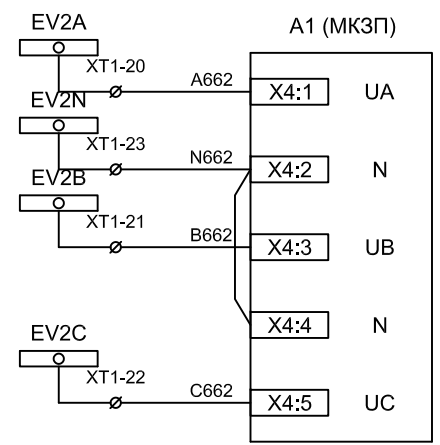 EV2A
A1 (МКЗП)
XT1-20
A662
X4:1
UA
EV2N
XT1-23
N662
X4:2
N
EV2B
XT1-21
B662
X4:3
UB
X4:4
N
EV2C
XT1-22
C662
X4:5
UC